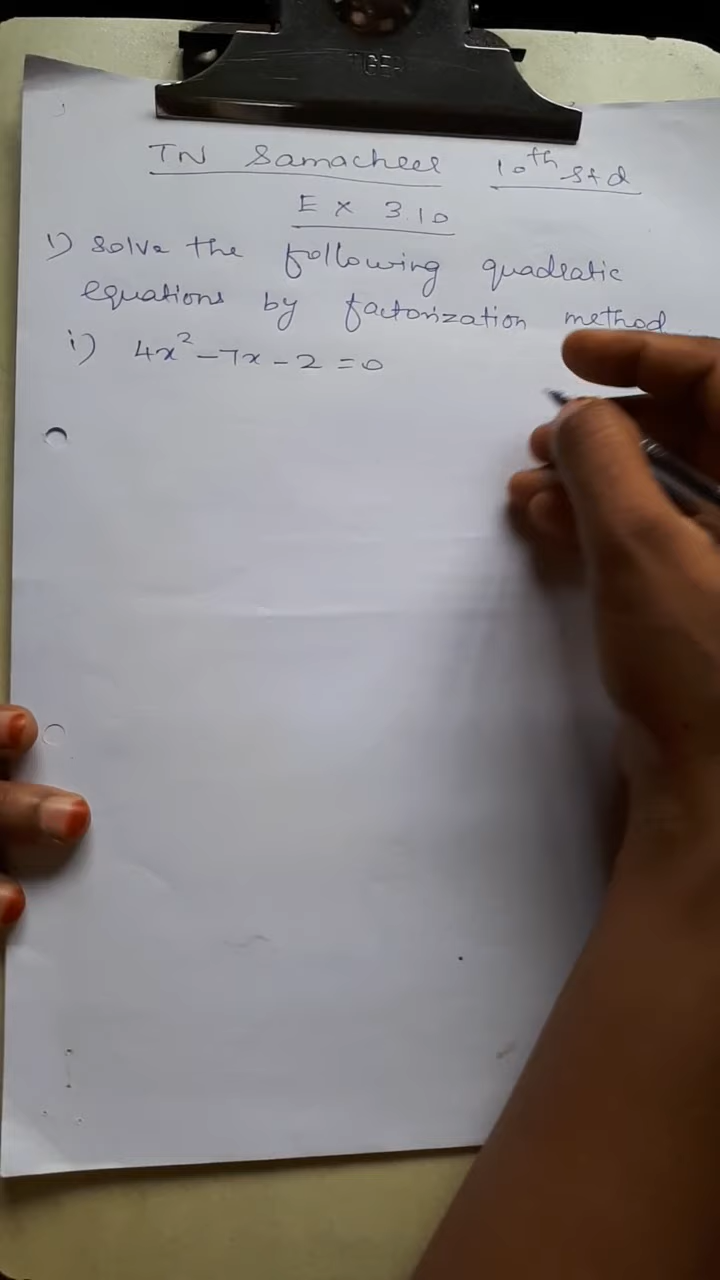 TIGER
TN Samacheer 10th Std
EX 3.10
1) solve the following quadratic
equations by factorization method
i) 4x² - 7x - 2 = 0